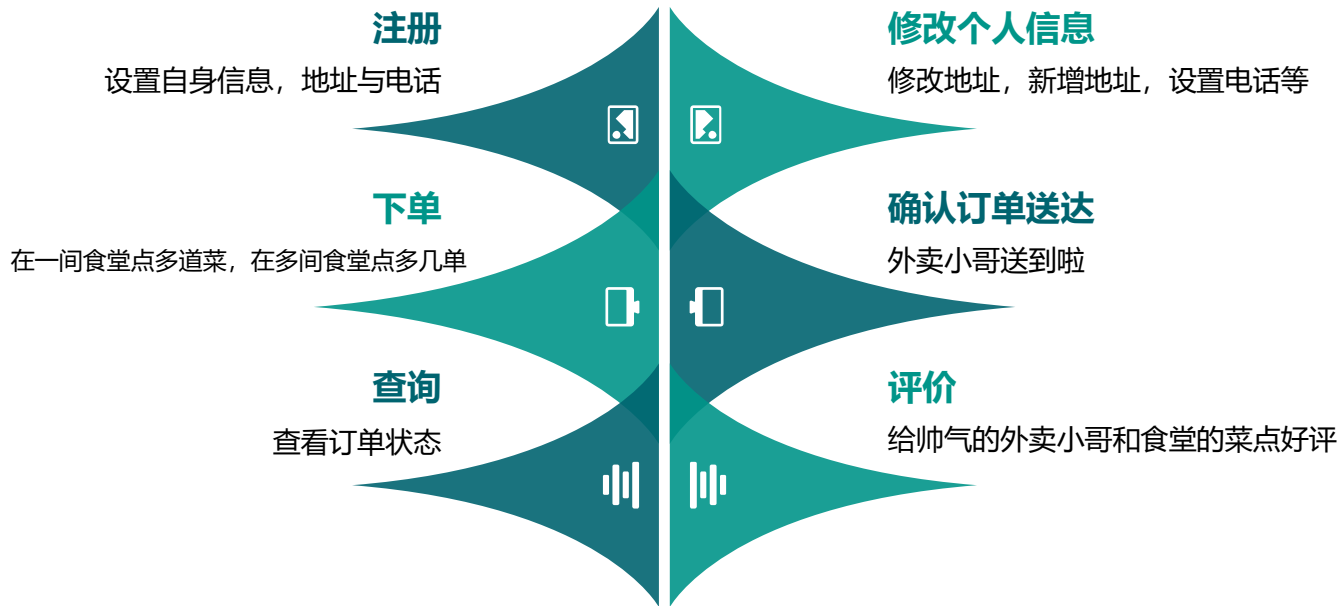 注册
设置自身信息，地址与电话
修改个人信息
修改地址，新增地址，设置电话等
下单
在一间食堂点多道菜，在多间食堂点多几单
确认订单送达
外卖小哥送到啦
查询
查看订单状态
评价
给帅气的外卖小哥和食堂的菜点好评